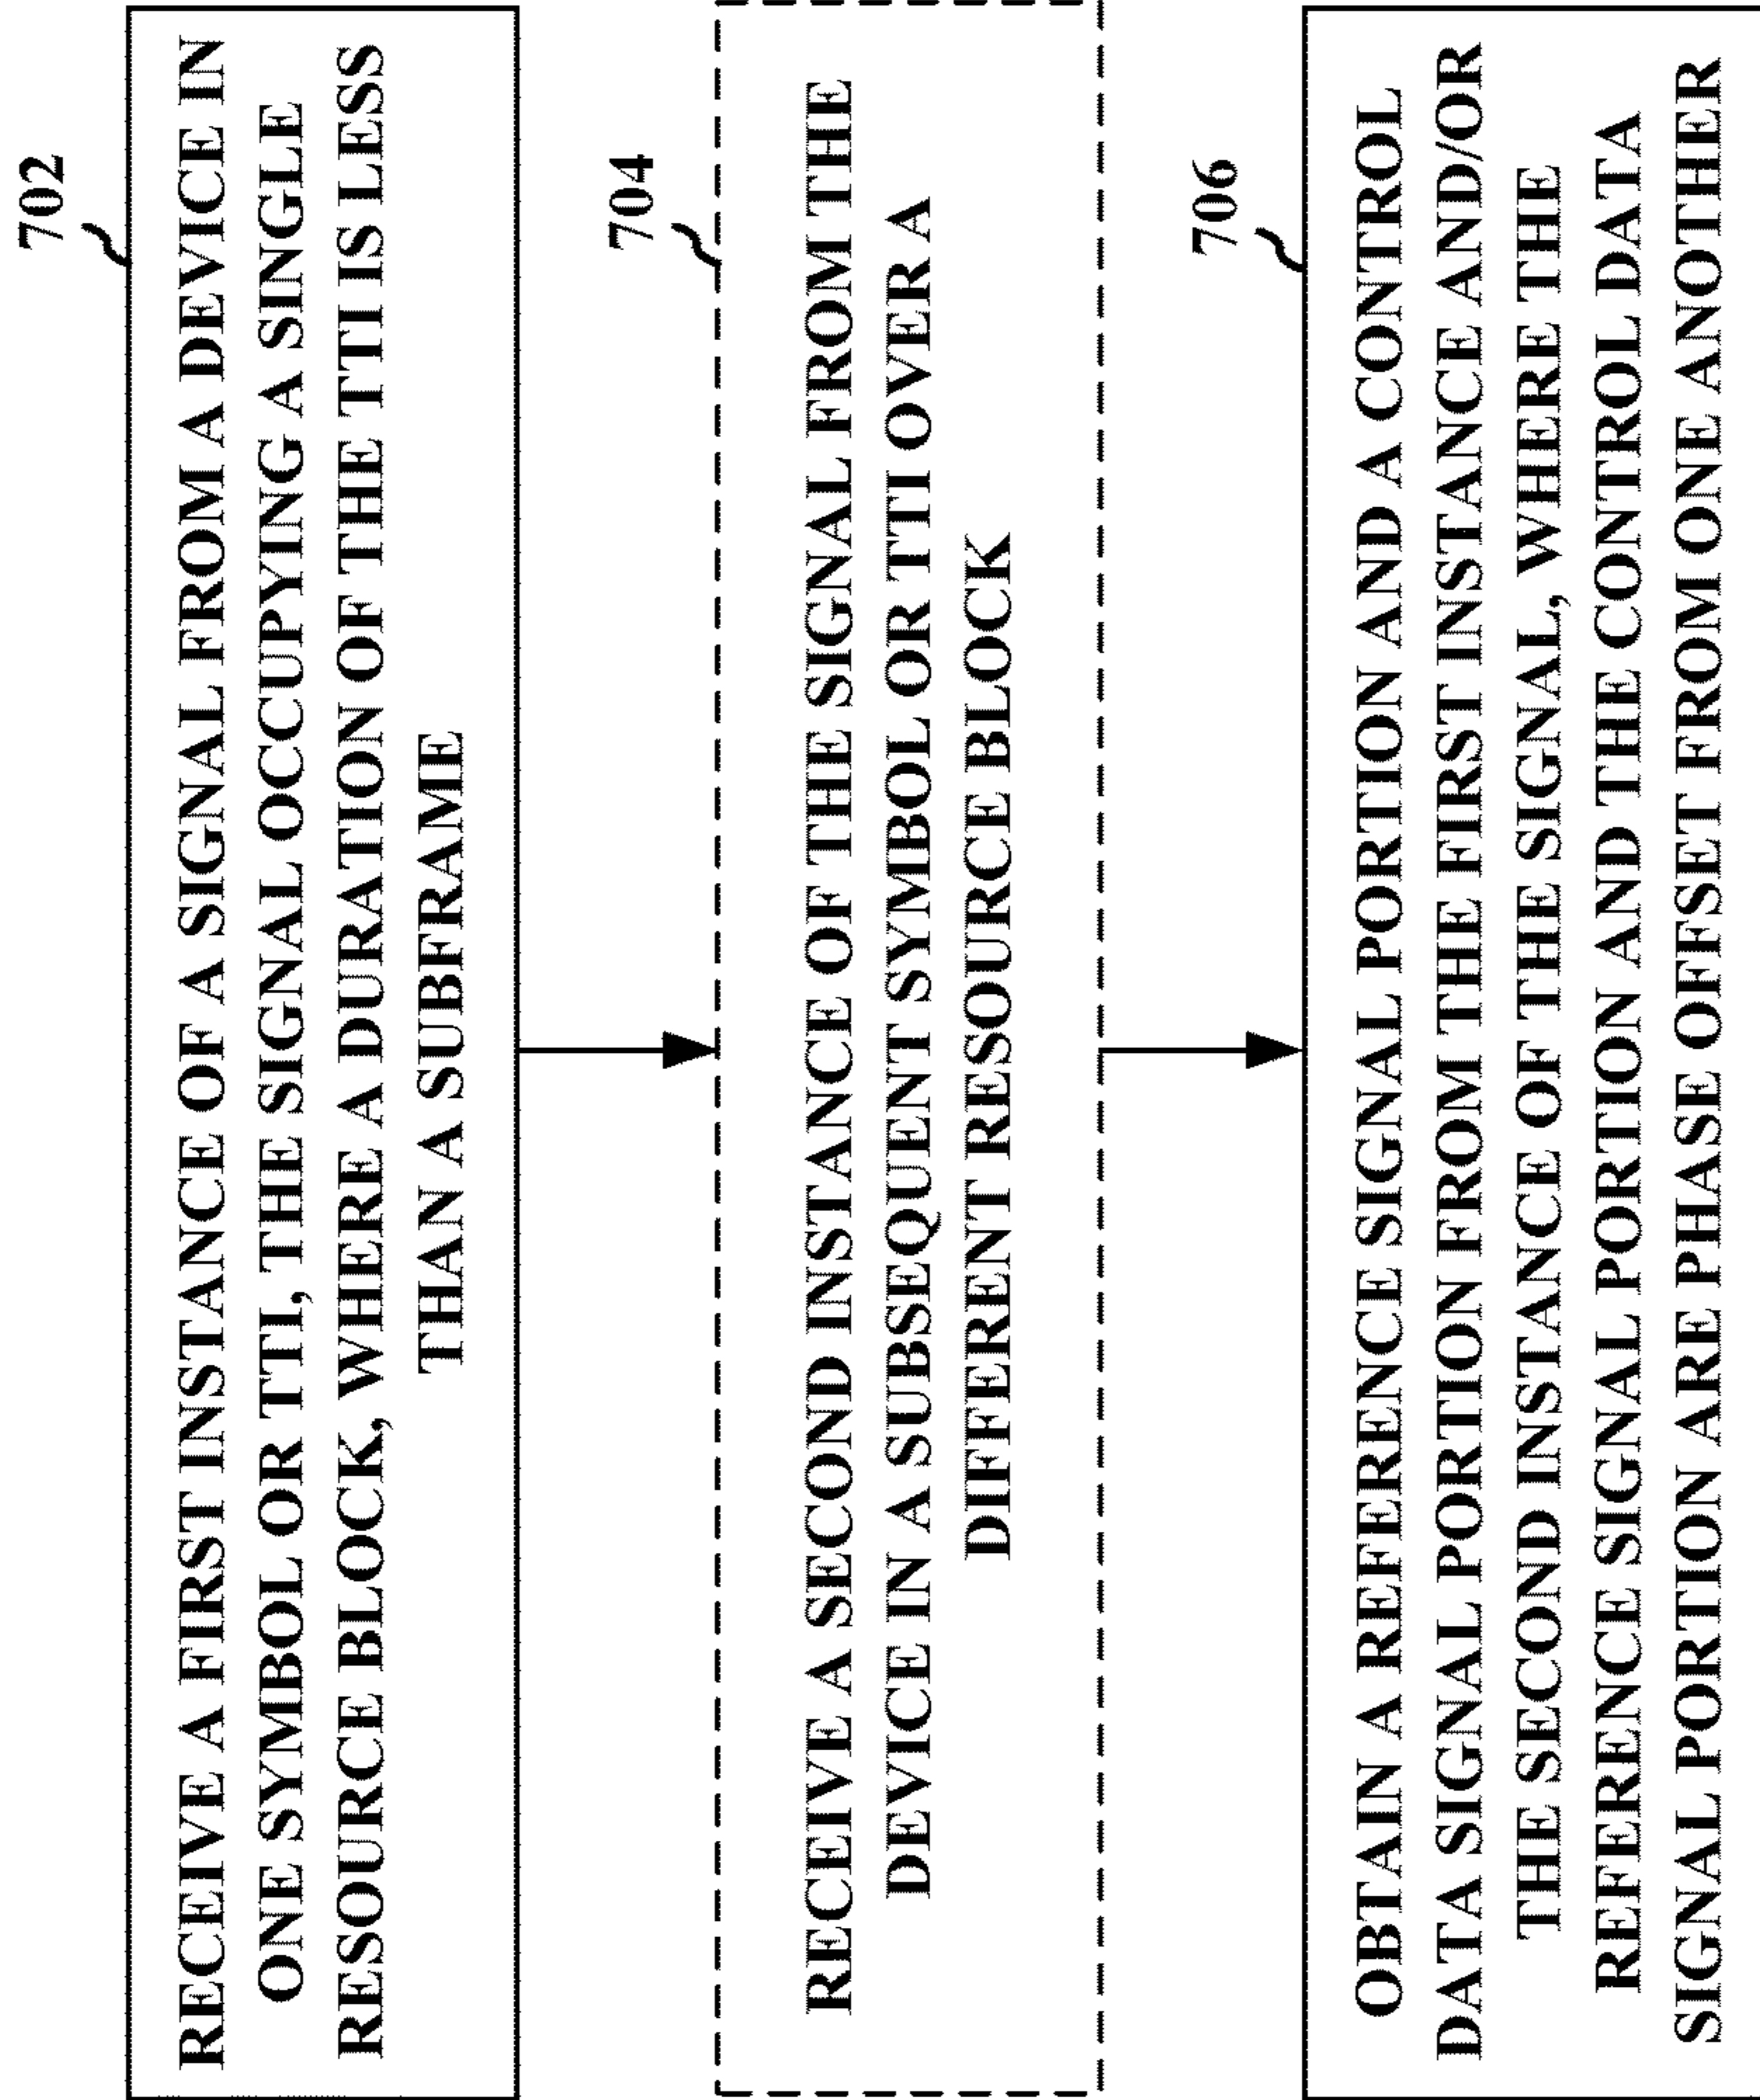 702
RECEIVE A FIRST INSTANCE OF A SIGNAL FROM A DEVICE IN
ONE SYMBOL OR TTI, THE SIGNAL OCCUPYING A SINGLE
RESOURCE BLOCK, WHERE A DURATION OF THE TTI IS LESS
THAN A SUBFRAME
704
RECEIVE A SECOND INSTANCE OF THE SIGNAL FROM THE
DEVICE IN A SUBSEQUENT SYMBOL OR TTI OVER A
DIFFERENT RESOURCE BLOCK
706
OBTAIN A REFERENCE SIGNAL PORTION AND A CONTROL
DATA SIGNAL PORTION FROM THE FIRST INSTANCE AND/OR
THE SECOND INSTANCE OF THE SIGNAL, WHERE THE
REFERENCE SIGNAL PORTION AND THE CONTROL DATA
SIGNAL PORTION ARE PHASE OFFSET FROM ONE ANOTHER